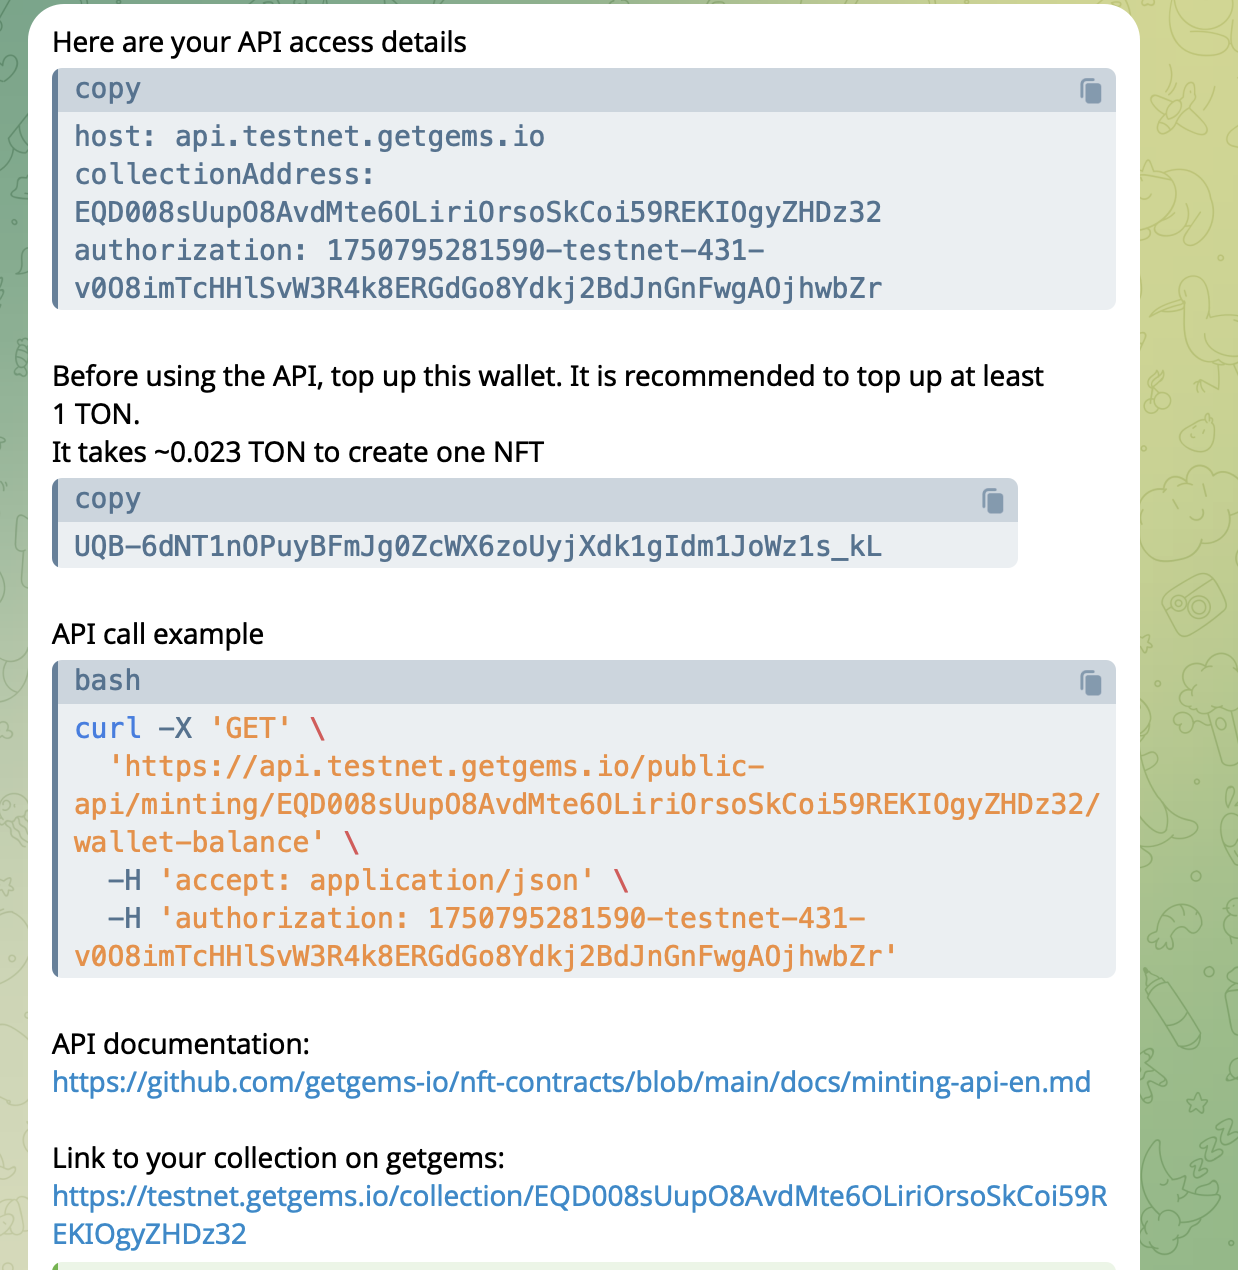 Here are your API access details
copy
host: api.testnet.getgems.io
collectionAddress:
EQD008sUupO8AvdMte6OLiriOrsoSkCoi59REKIOgyZHDz32
authorization: 1750795281590-testnet-431-
v0O8imTcHHlSvW3R4k8ERGdGo8Ydkj2BdJnGnFwgAOjhwbZr
Before using the API, top up this wallet. It is recommended to top up at least
1 TON.
It takes ~0.023 TON to create one NFT
copy
UQB-6dNT1nOPuyBFmJg0ZcWX6zoUyjXdk1gIdm1JoWz1s_kL
API call example
bash
curl -X 'GET' \
'https://api.testnet.getgems.io/public-
api/minting/EQD008sUupO8AvdMte6OLiriOrsoSkCoi59REKIOgyZHDz32/
wallet-balance' \
-H 'accept: application/json' \
-H 'authorization: 1750795281590-testnet-431-
v0O8imTcHHlSvW3R4k8ERGdGo8Ydkj2BdJnGnFwgAOjhwbZr'
API documentation:
https://github.com/getgems-io/nft-contracts/blob/main/docs/minting-api-en.md
Link to your collection on getgems:
https://testnet.getgems.io/collection/EQD008sUupO8AvdMte6OLiriOrsoSkCoi59R
EKIOgyZHDz32